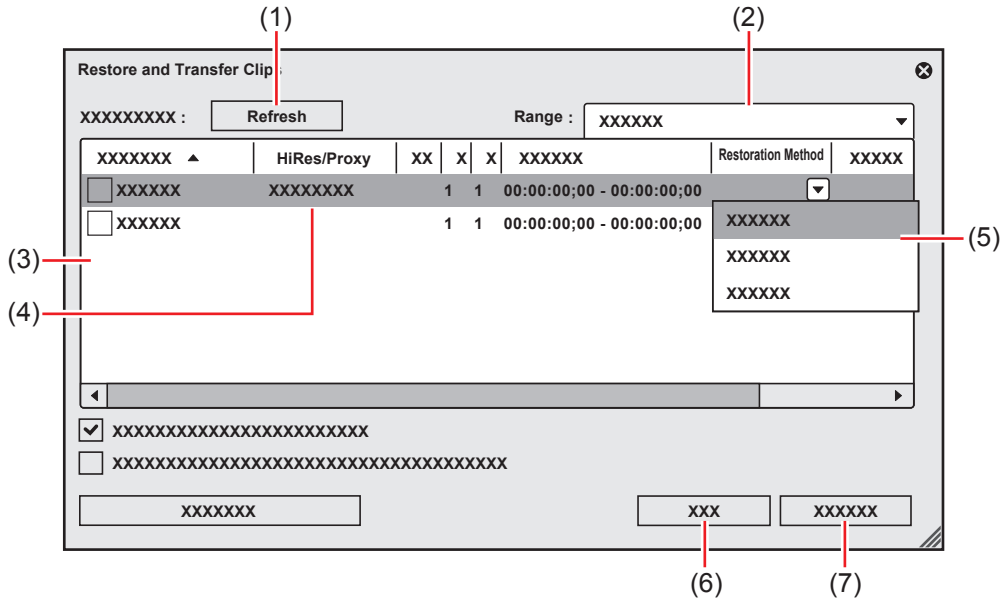 (1)
(2)
Restore and Transfer Clips
XXXXXXXXX :
Refresh
Range :
XXXXXX
XXXXXXX ▲
HiRes/Proxy
XX
X
X
XXXXXX
Restoration Method
XXXXX
XXXXXX
XXXXXXXX
1
1
00:00:00;00 - 00:00:00;00
XXXXXX
1
1
00:00:00;00 - 00:00:00;00
XXXXXX
XXXXXX
XXXXXX
(3)
(4)
(5)
XXXXXXXXXXXXXXXXXXXXXXXX
XXXXXXXXXXXXXXXXXXXXXXXXXXXXXXXXXXXXX
XXXXXXX
XXX
XXXXXX
(6)
(7)